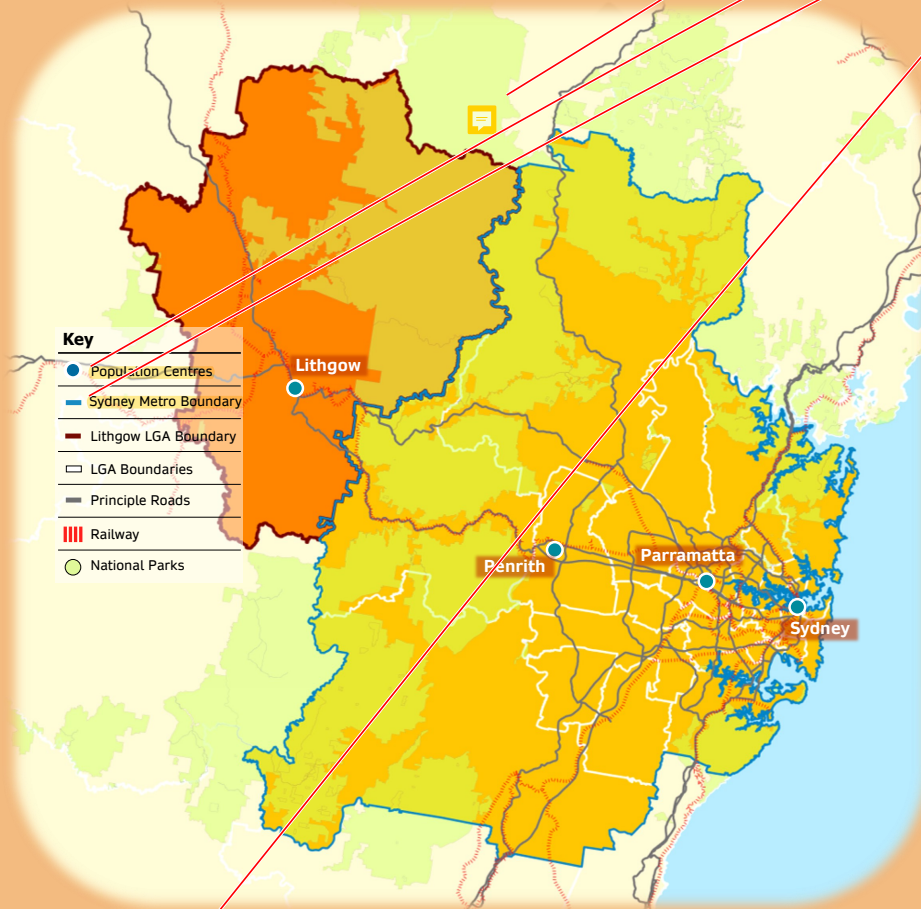 Key
Population Centres
Sydney Metro Boundary
Lithgow LGA Boundary
LGA Boundaries
Principle Roads
Railway
National Parks
Lithgow
Penrith
Parramatta
Sydney